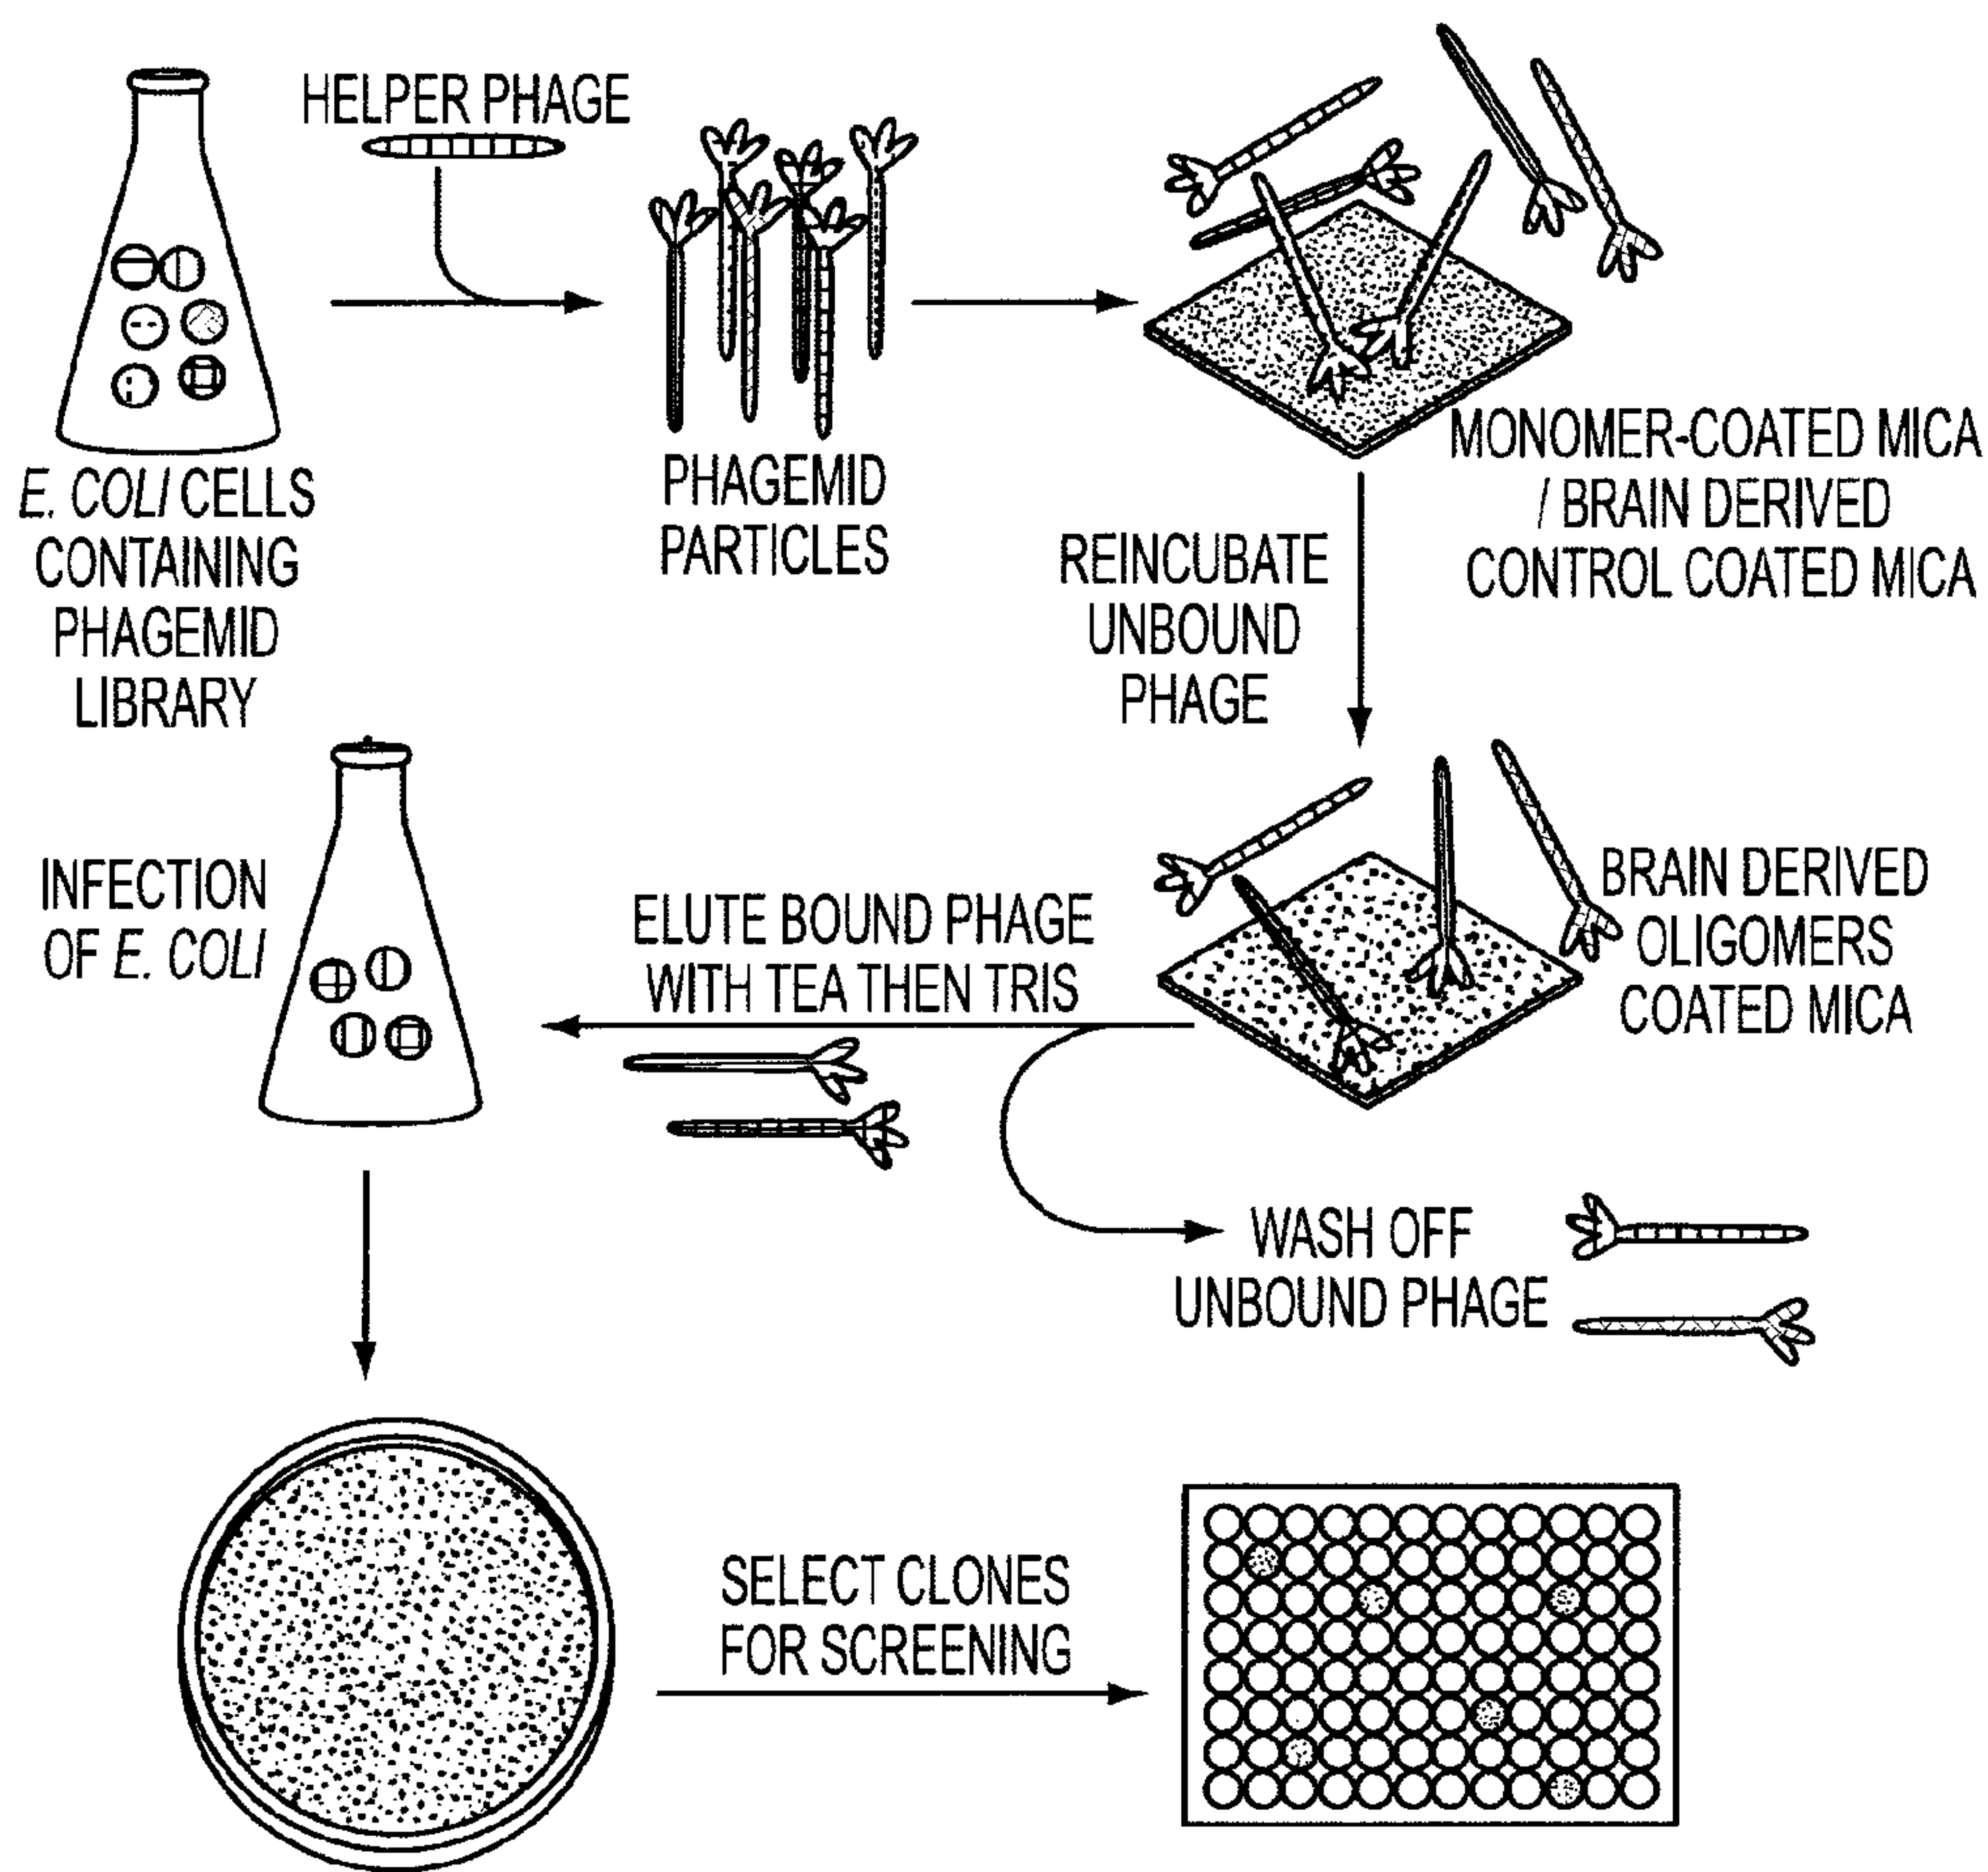 HELPER PHAGE
E. COLI CELLS
CONTAINING
PHAGEMID
LIBRARY
PHAGEMID
PARTICLES
MONOMER-COATED MICA
/ BRAIN DERIVED
CONTROL COATED MICA
REINCUBATE
UNBOUND
PHAGE
BRAIN DERIVED
OLIGOMERS
COATED MICA
ELUTE BOUND PHAGE
WITH TEA THEN TRIS
INFECTION
OF E. COLI
WASH OFF
UNBOUND PHAGE
SELECT CLONES
FOR SCREENING